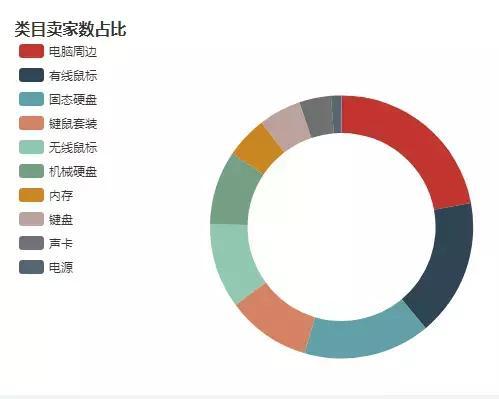 类目卖家数占比
电脑周边
有线鼠标
固态硬盘
键鼠套装
无线鼠标
机械硬盘
内存
键盘
声卡
电源